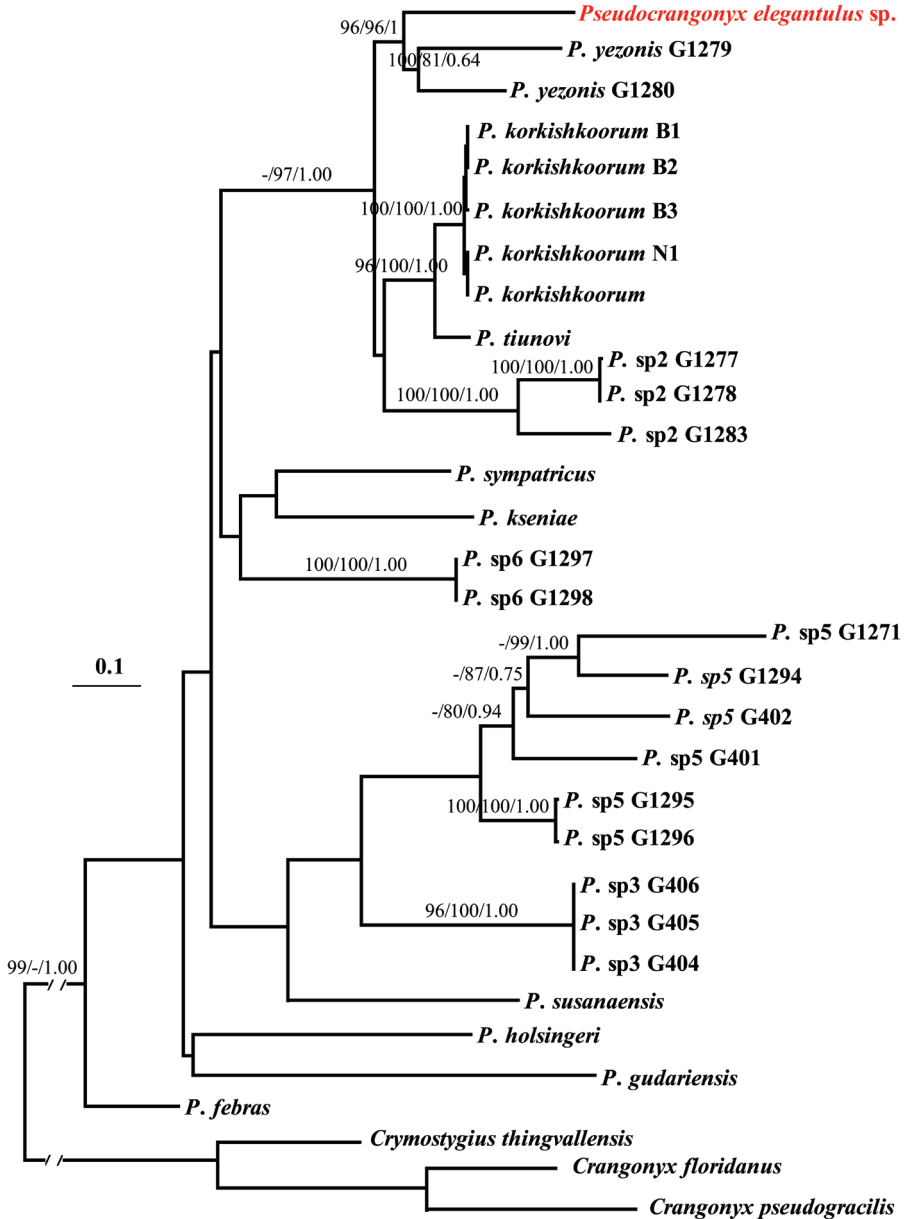 Pseudocrangonyx elegantulus sp.
96/96/1
P. yezonis G1279
100/81/0.64
P. yezonis G1280
P. korkishkoorum B1
P. korkishkoorum B2
-/97/1.00
P. korkishkoorum B3
100/100/1.00
P. korkishkoorum N1
96/100/1.00
P. korkishkoorum
P. tiunovi
P. sp2 G1277
100/100/1.00
P. sp2 G1278
100/100/1.00
P. sp2 G1283
P. sympatricus
P. kseniae
P. sp6 G1297
100/100/1.00
P. sp6 G1298
P. sp5 G1271
-/99/1.00
0.1
P. sp5 G1294
-/87/0.75
P. sp5 G402
-/80/0.94
P. sp5 G401
P. sp5 G1295
100/100/1.00
P. sp5 G1296
P. sp3 G406
96/100/1.00
P. sp3 G405
P. sp3 G404
99/-/1.00
P. susanaensis
P. holsingeri
P. gudariensis
P. febras
Crymostygius thingvallensis
Crangonyx floridanus
Crangonyx pseudogracilis